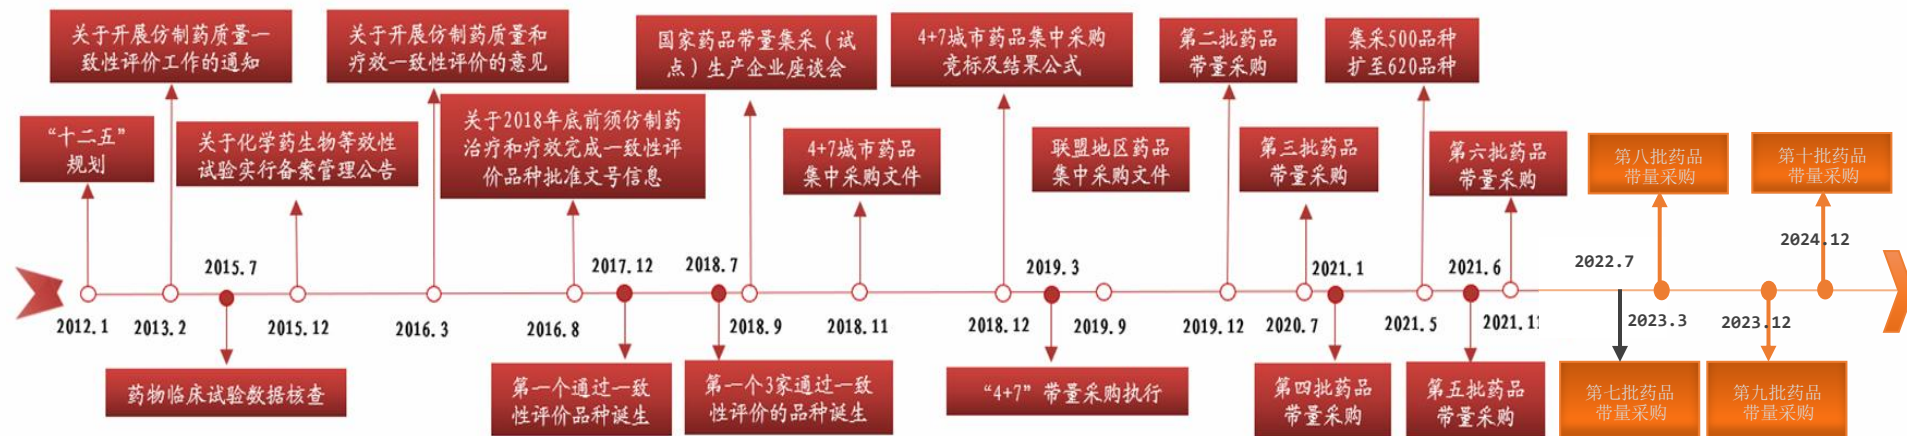 关于开展仿制药质量一
致性评价工作的通知
关于开展仿制药质量和
疗效一致性评价的意见
国家药品带量集采（试
点）生产企业座谈会
4+7城市药品集中采购
竞标及结果公式
第二批药品
带量采购
集采500品种
扩至620品种
“十二五”
规划
关于化学药生物等效性
试验实行备案管理公告
关于2018年底前须仿制药
治疗和疗效完成一致性评
价品种批准文号信息
4+7城市药品
集中采购文件
联盟地区药品
集中采购文件
第三批药品
带量采购
第六批药品
带量采购
第八批药品
带量采购
第十批药品
带量采购
2015.7
2017.12
2018.7
2019.3
2021.1
2021.6
2022.7
2024.12
2012.1
2013.2
2015.12
2016.3
2016.8
2018.9
2018.11
2018.12
2019.9
2019.12
2020.7
2021.5
2021.11
2023.3
2023.12
药物临床试验数据核查
第一个通过一致
性评价品种诞生
第一个3家通过一致
性评价的品种诞生
“4+7”带量采购执行
第四批药品
带量采购
第五批药品
带量采购
第七批药品
带量采购
第九批药品
带量采购